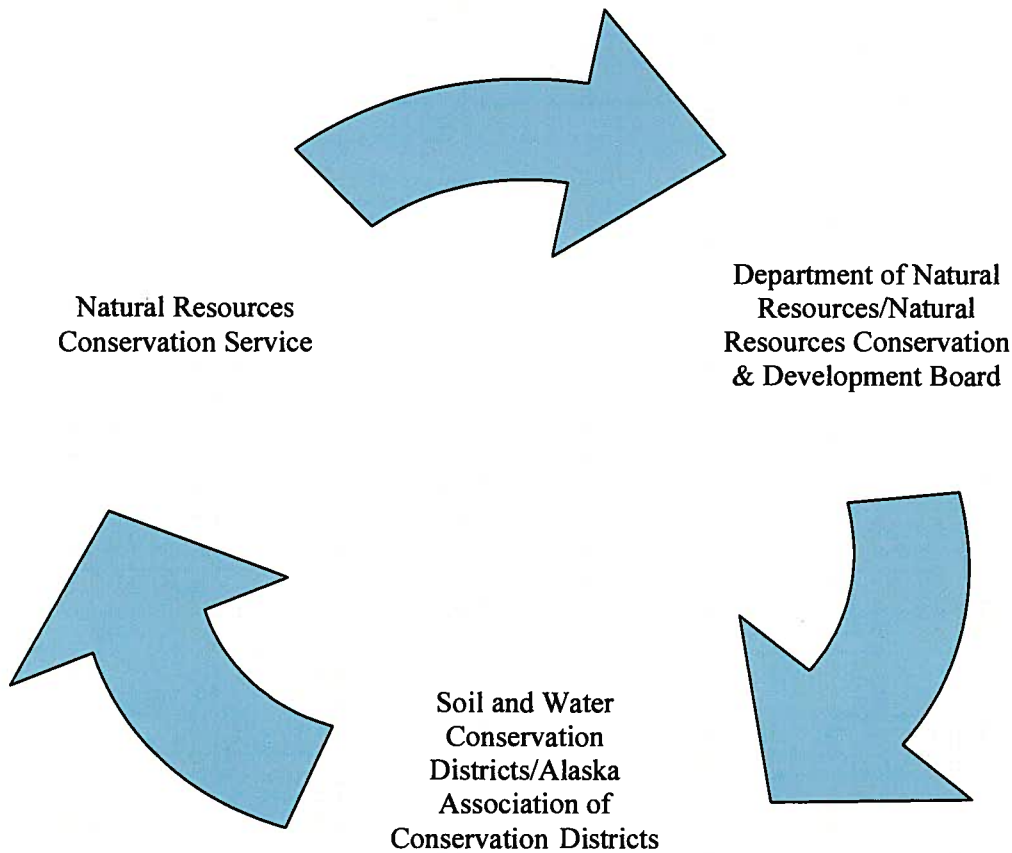 Natural Resources
Conservation Service
Department of Natural
Resources/Natural
Resources Conservation
& Development Board
Soil and Water
Conservation
Districts/Alaska
Association of
Conservation Districts